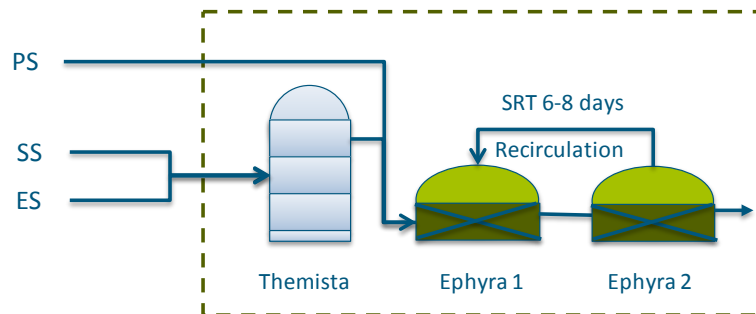 PS
SRT 6-8 days
SS
Recirculation
ES
Themista
Ephyra 1
Ephyra 2